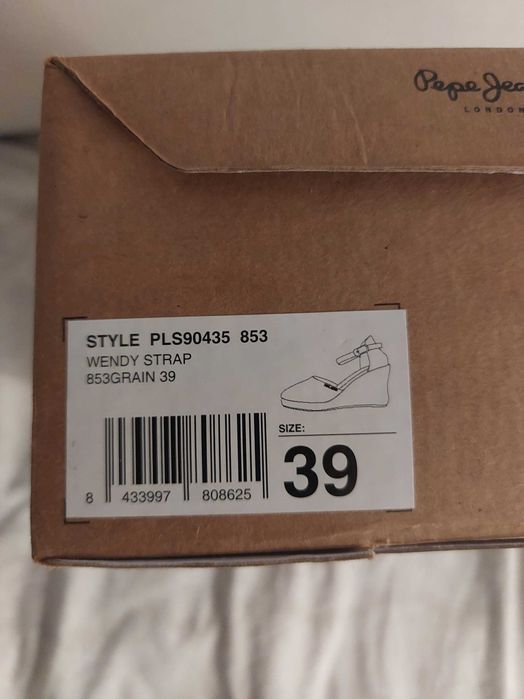 Pepe Jea
LONDON
STYLE PLS90435 853
WENDY STRAP
853GRAIN 39
SIZE:
39
8 433997 808625